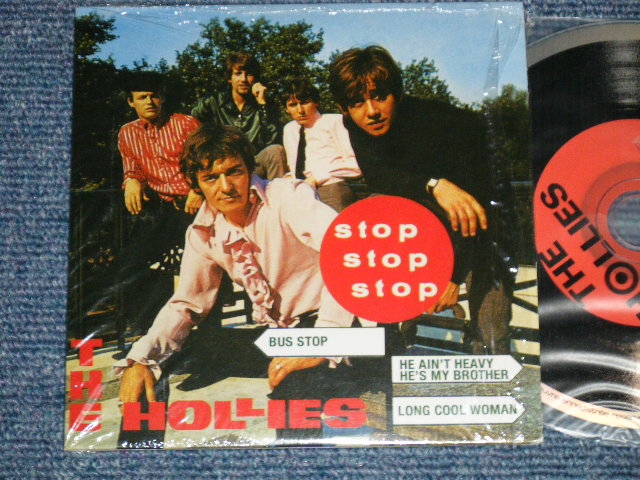 stop
stop
stop
BUS STOP
HE AIN'T HEAVY
HE'S MY BROTHER
LONG COOL WOMAN
THE
HOLLIES
THE
HOLLIES